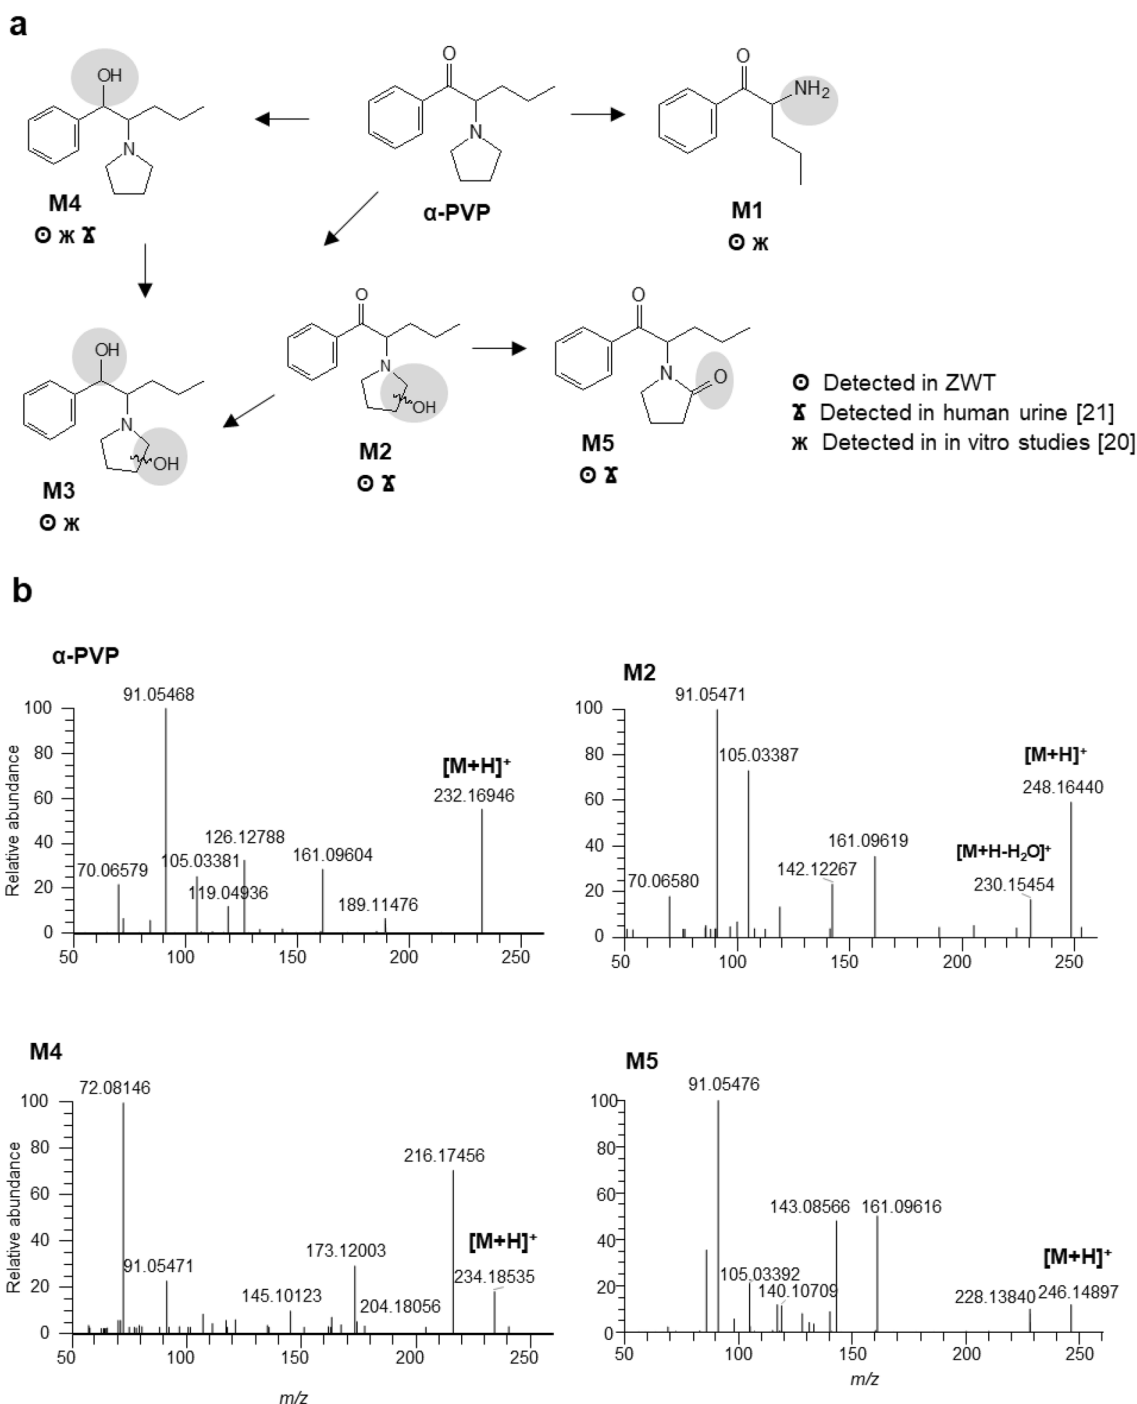 a
OH
N
M4
⊙ ж Ɣ
O
N
α-PVP
O
NH2
M1
⊙ ж
OH
N
OH
M3
⊙ ж
O
N
OH
M2
O
N
O
M5
Detected in ZWT
Detected in human urine [21]
ж Detected in in vitro studies [20]
b
α-PVP
Relative abundance
100
80
60
40
20
0
50
100
150
200
250
91.05468
[M+H]+
232.16946
126.12788
105.03381
70.06579
119.04936
161.09604
189.11476
M2
100
80
60
40
20
0
50
100
150
200
250
91.05471
105.03387
[M+H]+
248.16440
161.09619
[M+H-H2O]+
142.12267
70.06580
230.15454
M4
Relative abundance
100
80
60
40
20
0
50
100
150
200
250
m/z
72.08146
216.17456
[M+H]+
173.12003
91.05471
234.18535
145.10123
204.18056
M5
100
80
60
40
20
0
50
100
150
200
250
m/z
91.05476
143.08566
161.09616
[M+H]+
105.03392
140.10709
228.13840
246.14897